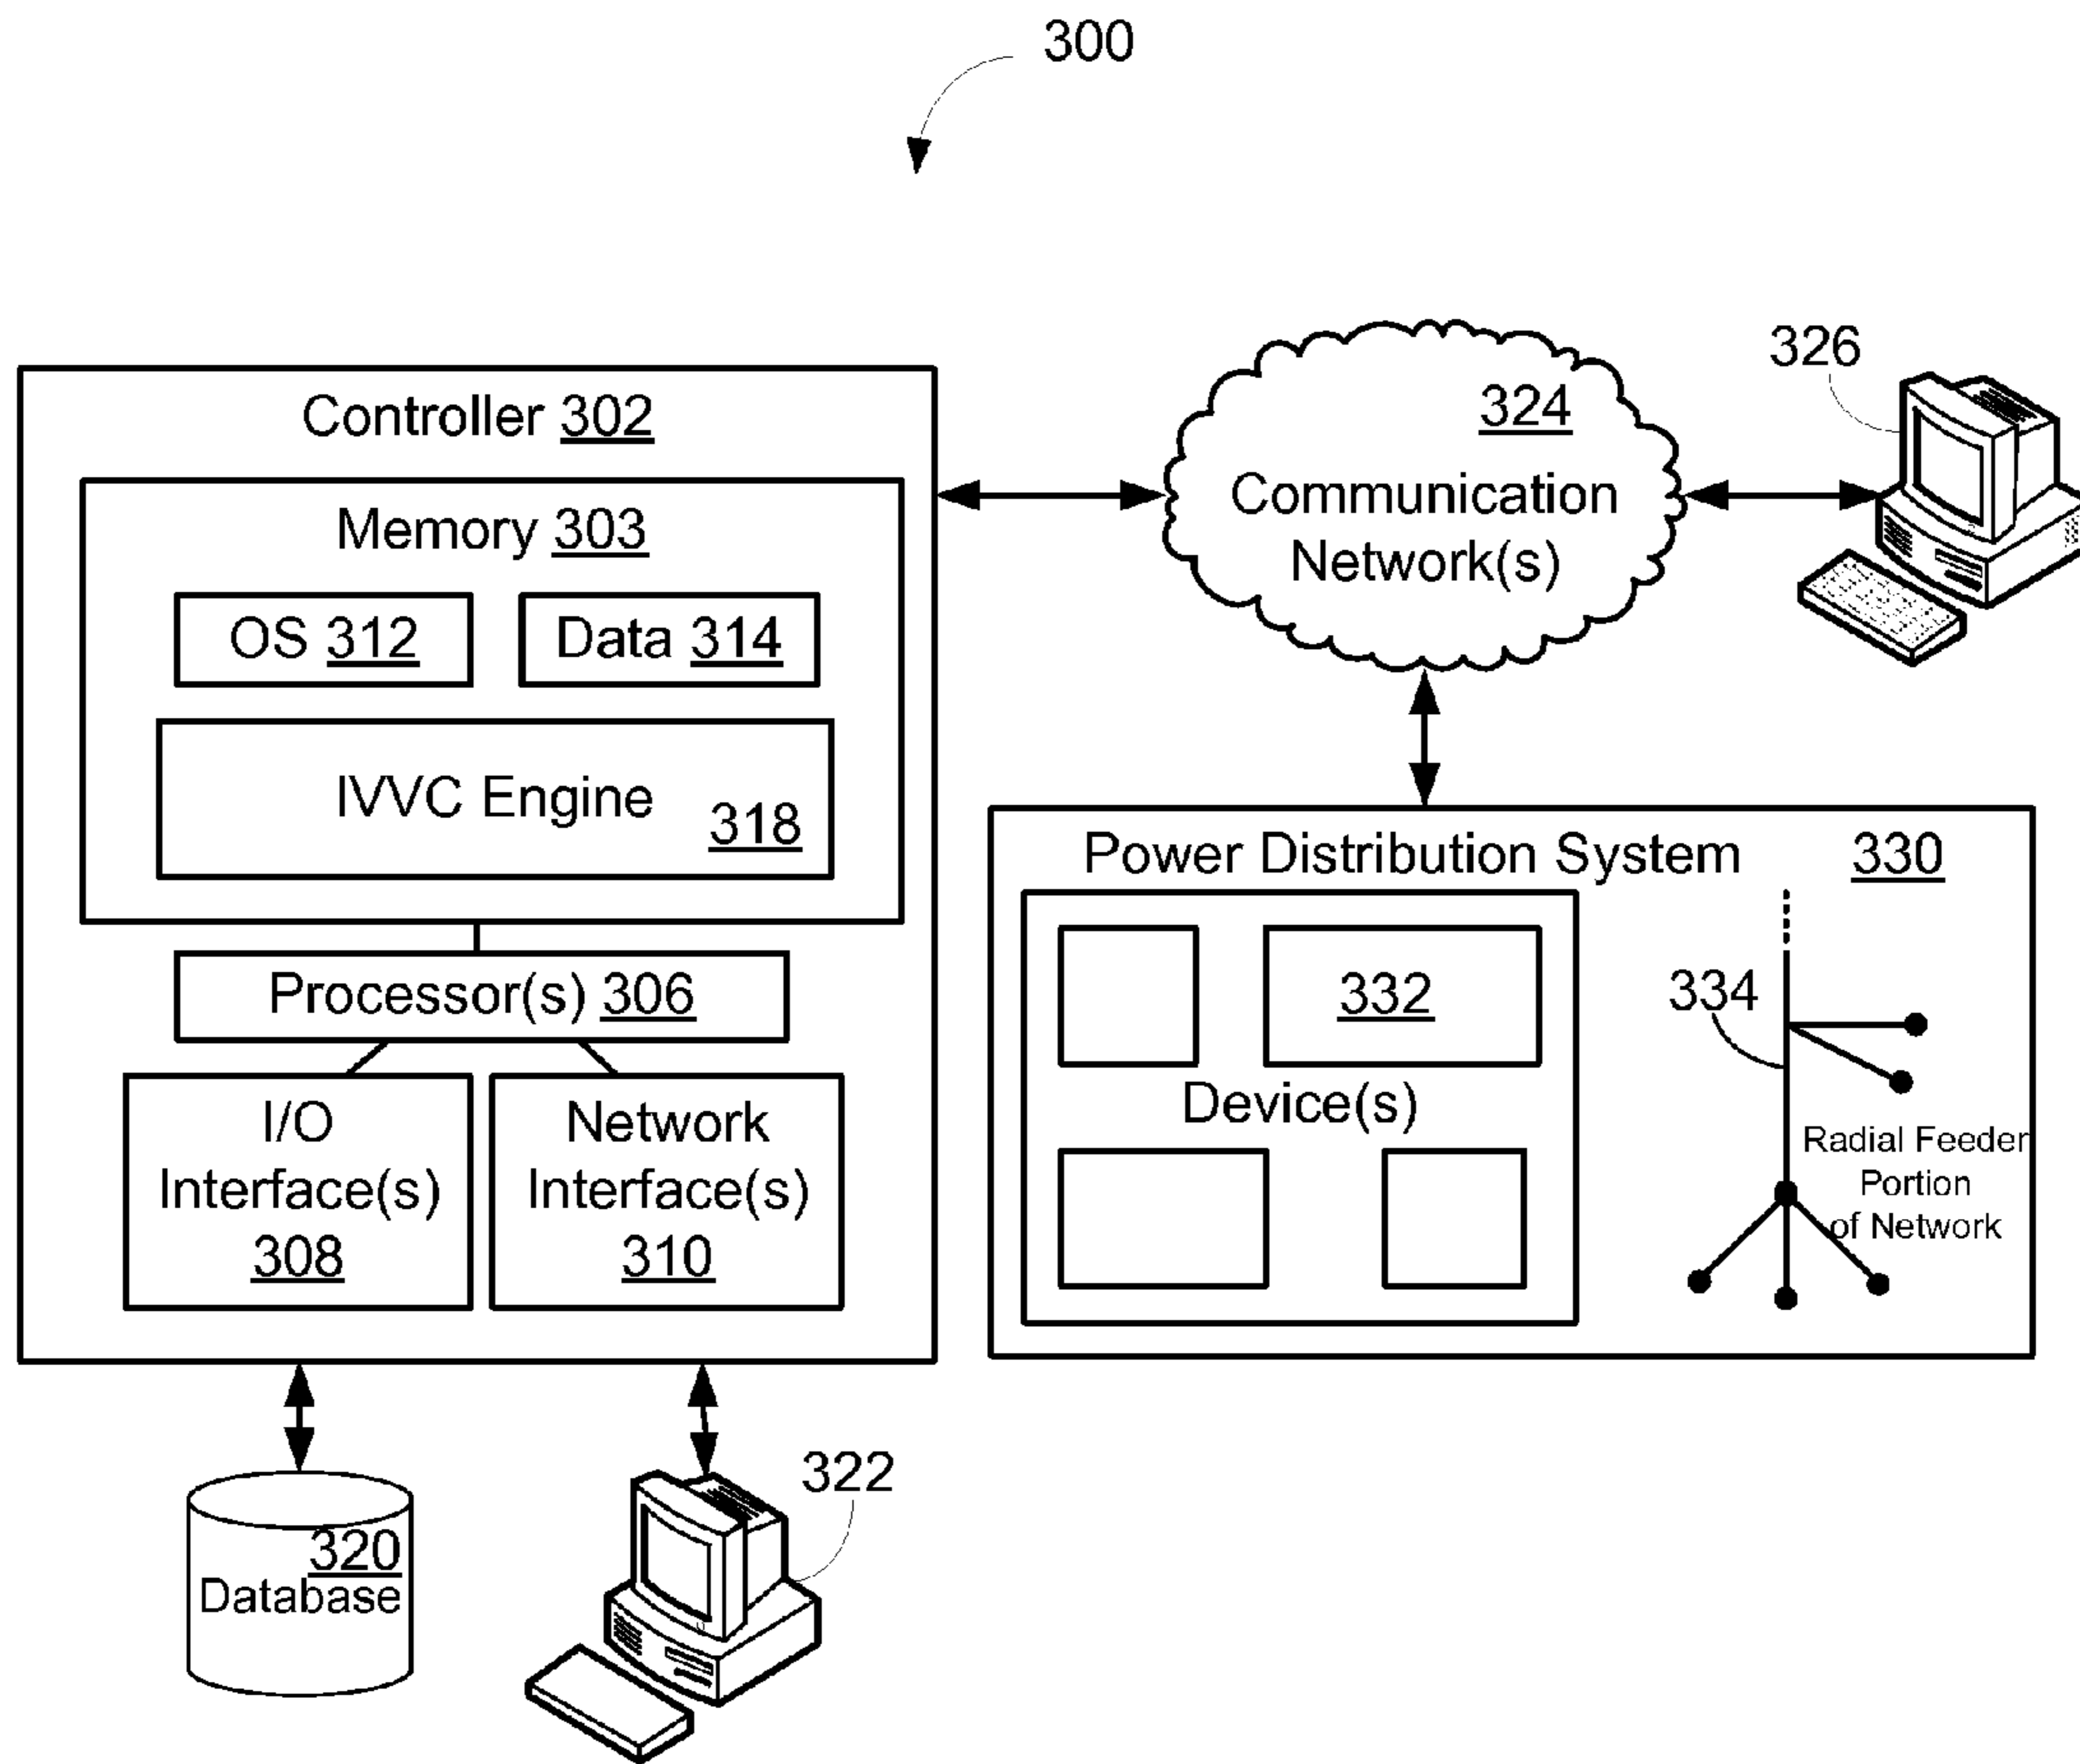 300
Controller 302
Memory 303
OS 312
Data 314
IVVC Engine
318
Processor(s) 306
I/O
Interface(s)
308
Network
Interface(s)
310
324
Communication
Network(s)
326
Power Distribution System 330
332
Device(s)
334
Radial Feeder
Portion
of Network
320
Database
322